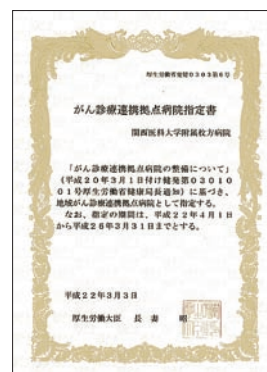 厚生労働省発健0303第6号
がん診療連携拠点病院指定書
関西医科大学附属枚方病院
「がん診療連携拠点病院の整備について」
(平成20年3月1日付け健発第03010
01号厚生労働省健康局長通知)に基づき、
地域がん診療連携拠点病院として指定する。
なお、指定の期間は、平成22年4月1日
から平成26年3月31日までとする。
平成22年3月3日
厚生労働大臣 長妻 昭